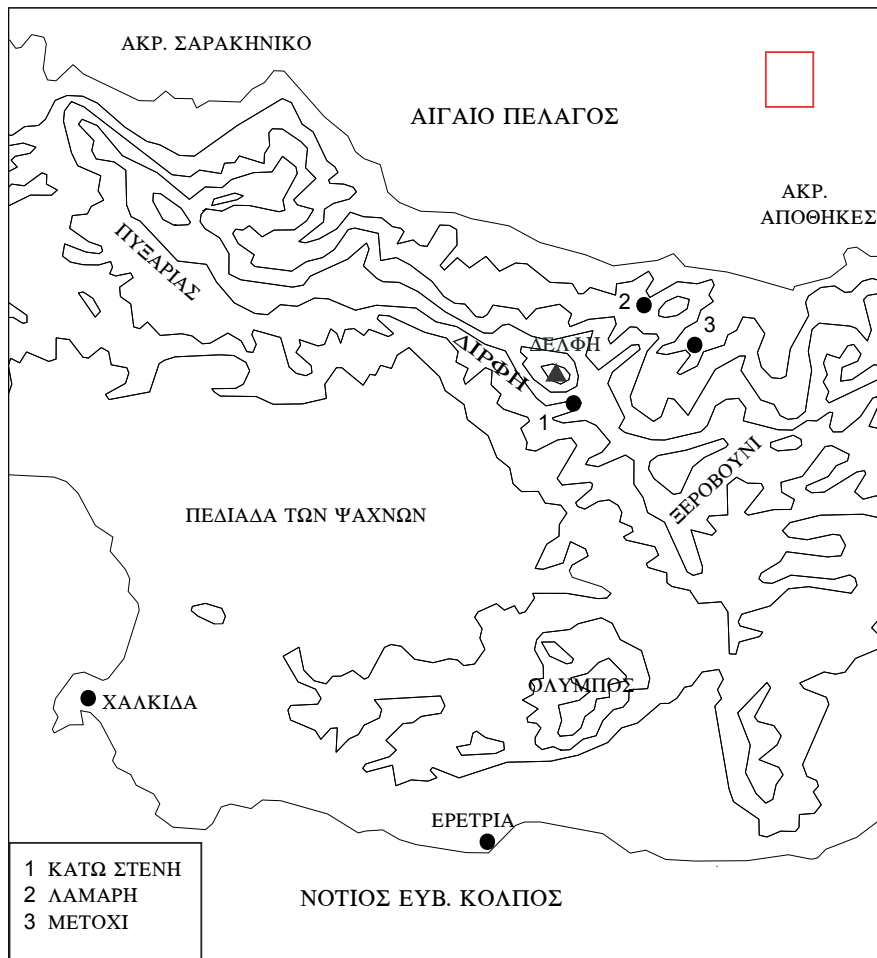 ΑΚΡ. ΣΑΡΑΚΗΝΙΚΟ
ΑΙΓΑΙΟ ΠΕΛΑΓΟΣ
ΑΚΡ.
ΑΠΟΘΗΚΕΣ
ΠΥΞΑΡΙΑΣ
2
3
ΔΙΡΦΗ
ΔΕΛΦΗ
1
ΞΕΡΟΒΟΥΝΙ
ΠΕΔΙΑΔΑ ΤΩΝ ΨΑΧΝΩΝ
ΟΛΥΜΠΟΣ
ΧΑΛΚΙΔΑ
ΕΡΕΤΡΙΑ
1 ΚΑΤΩ ΣΤΕΝΗ
2 ΛΑΜΑΡΗ
3 ΜΕΤΟΧΙ
ΝΟΤΙΟΣ ΕΥΒ. ΚΟΛΠΟΣ